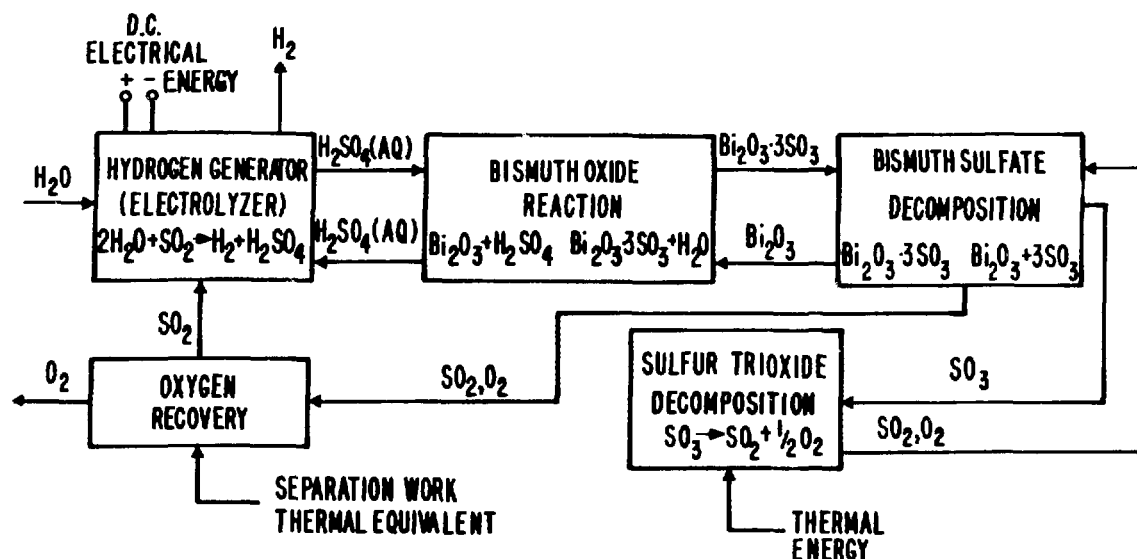 D.C.
ELECTRICAL
+ − ENERGY
H₂
H₂O
HYDROGEN GENERATOR
(ELECTROLYZER)
2H₂O+SO₂→H₂+H₂SO₄
H₂SO₄(AQ)
H₂SO₄(AQ)
BISMUTH OXIDE
REACTION
Bi₂O₃+H₂SO₄ Bi₂O₃·3SO₃+H₂O
Bi₂O₃·3SO₃
Bi₂O₃
BISMUTH SULFATE
DECOMPOSITION
Bi₂O₃·3SO₃ Bi₂O₃+3SO₃
SO₂
O₂
OXYGEN
RECOVERY
SO₂,O₂
SULFUR TRIOXIDE
DECOMPOSITION
SO₃→SO₂+½O₂
SO₃
SO₂,O₂
SEPARATION WORK
THERMAL EQUIVALENT
THERMAL
ENERGY